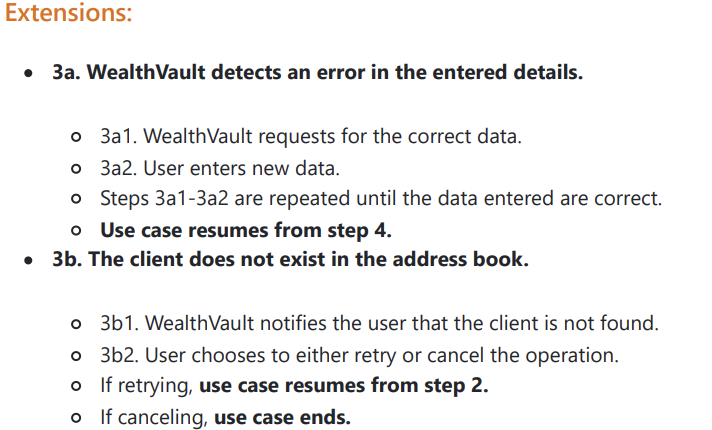 Extensions:
3a. WealthVault detects an error in the entered details.
3a1. WealthVault requests for the correct data.
3a2. User enters new data.
Steps 3a1-3a2 are repeated until the data entered are correct.
Use case resumes from step 4.
3b. The client does not exist in the address book.
3b1. WealthVault notifies the user that the client is not found.
3b2. User chooses to either retry or cancel the operation.
If retrying, use case resumes from step 2.
If canceling, use case ends.